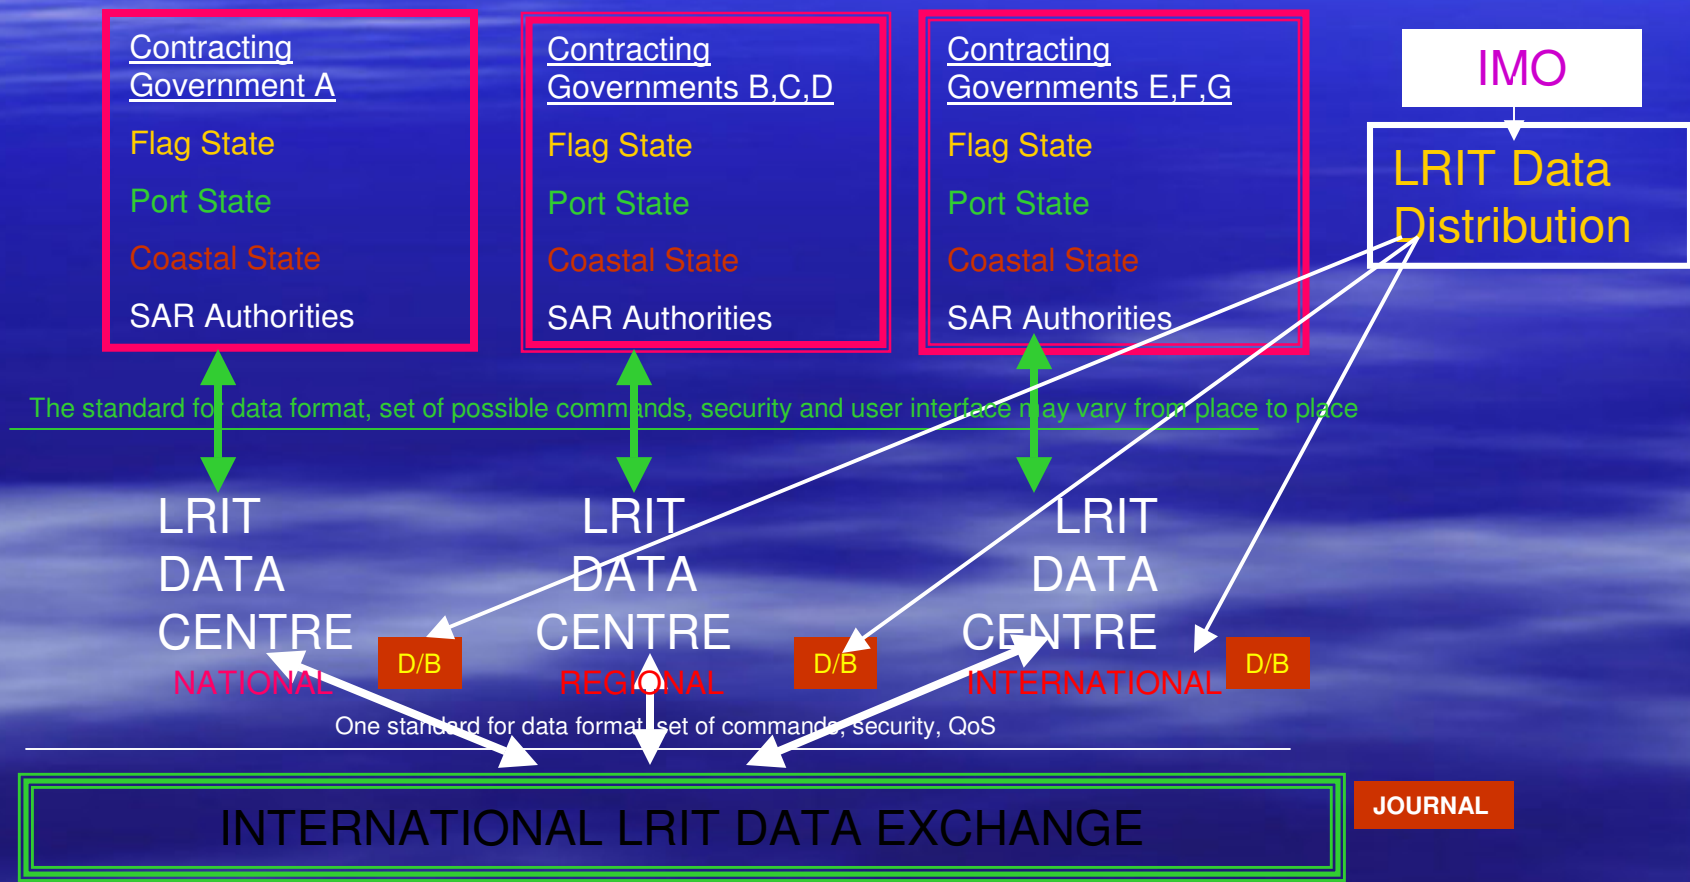 Contracting
Government A
Flag State
Port State
Coastal State
SAR Authorities
Contracting
Governments B,C,D
Flag State
Port State
Coastal State
SAR Authorities
Contracting
Governments E,F,G
Flag State
Port State
Coastal State
SAR Authorities
IMO
LRIT Data
Distribution
The standard for data format, set of possible commands, security and user interface may vary from place to place
LRIT
DATA
CENTRE
NATIONAL
D/B
LRIT
DATA
CENTRE
REGIONAL
D/B
LRIT
DATA
CENTRE
INTERNATIONAL
D/B
One standard for data format, set of commands, security, QoS
INTERNATIONAL LRIT DATA EXCHANGE
JOURNAL